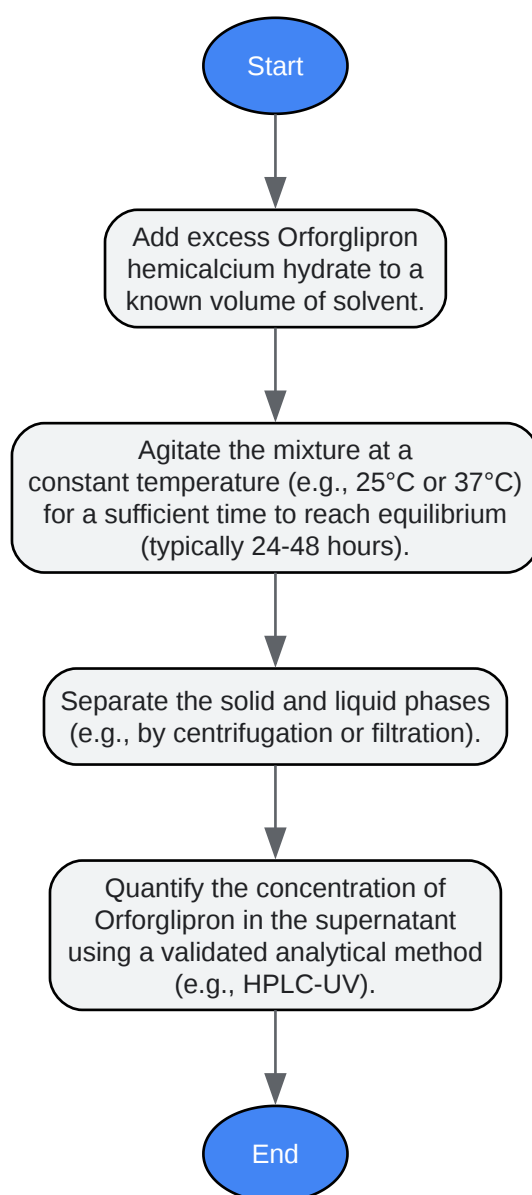 Start
Add excess Orforglipron
hemicalcium hydrate to a
known volume of solvent.
Agitate the mixture at a
constant temperature (e.g., 25°C or 37°C)
for a sufficient time to reach equilibrium
(typically 24-48 hours).
Separate the solid and liquid phases
(e.g., by centrifugation or filtration).
Quantify the concentration of
Orforglipron in the supernatant
using a validated analytical method
(e.g., HPLC-UV).
End